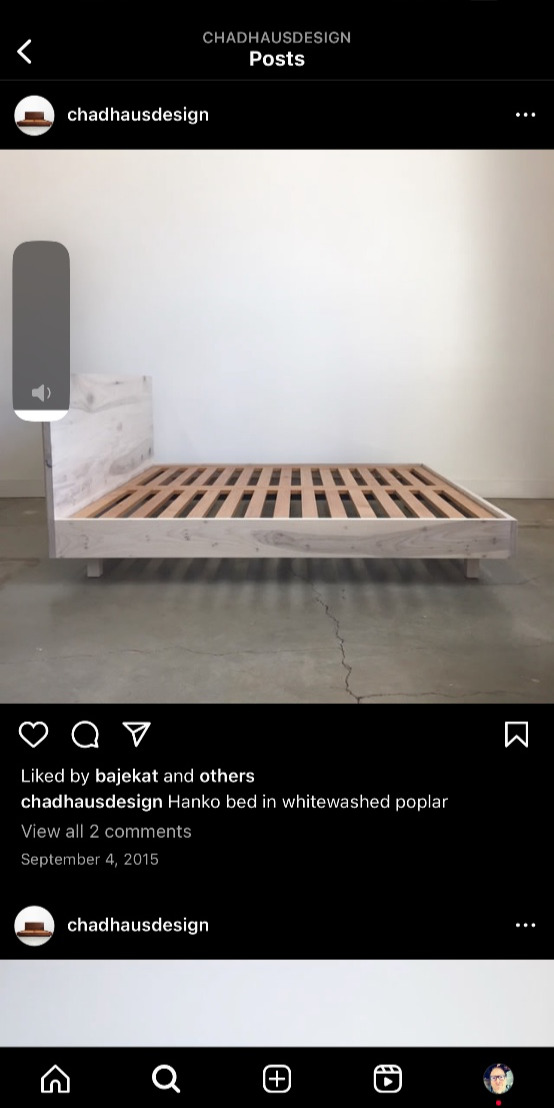 CHADHAUSDESIGN
Posts
chadhausdesign
Liked by bajekat and others
chadhausdesign Hanko bed in whitewashed poplar
View all 2 comments
September 4, 2015
chadhausdesign